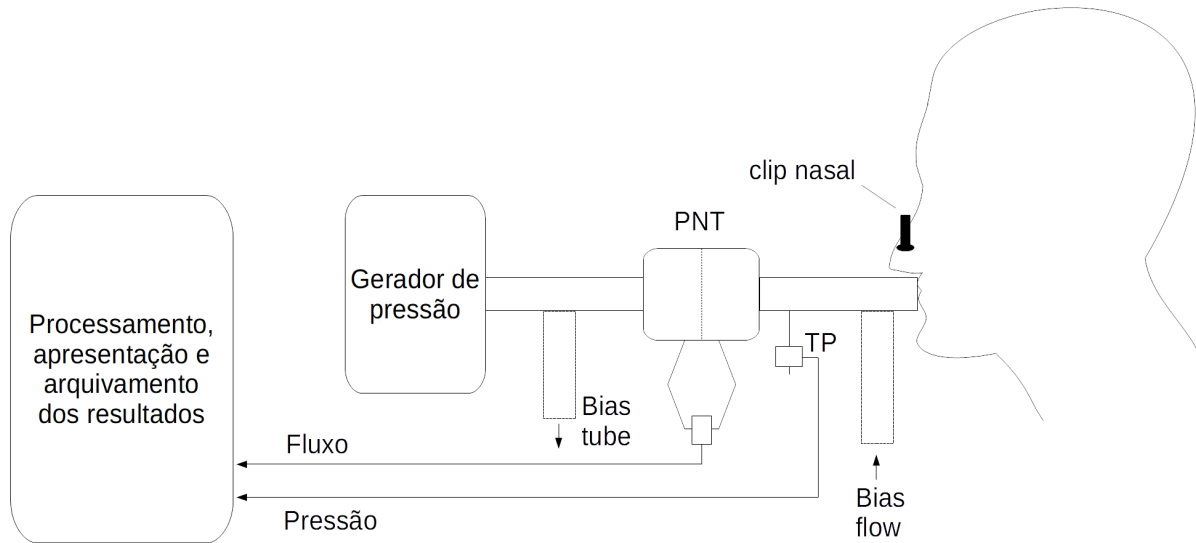 clip nasal
PNT
Gerador de
pressão
Processamento,
apresentação e
arquivamento
dos resultados
TP
Bias
tube
Fluxo
Bias
flow
Pressão